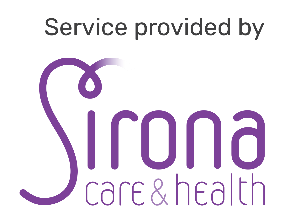 Service provided by
Sirona
care & health